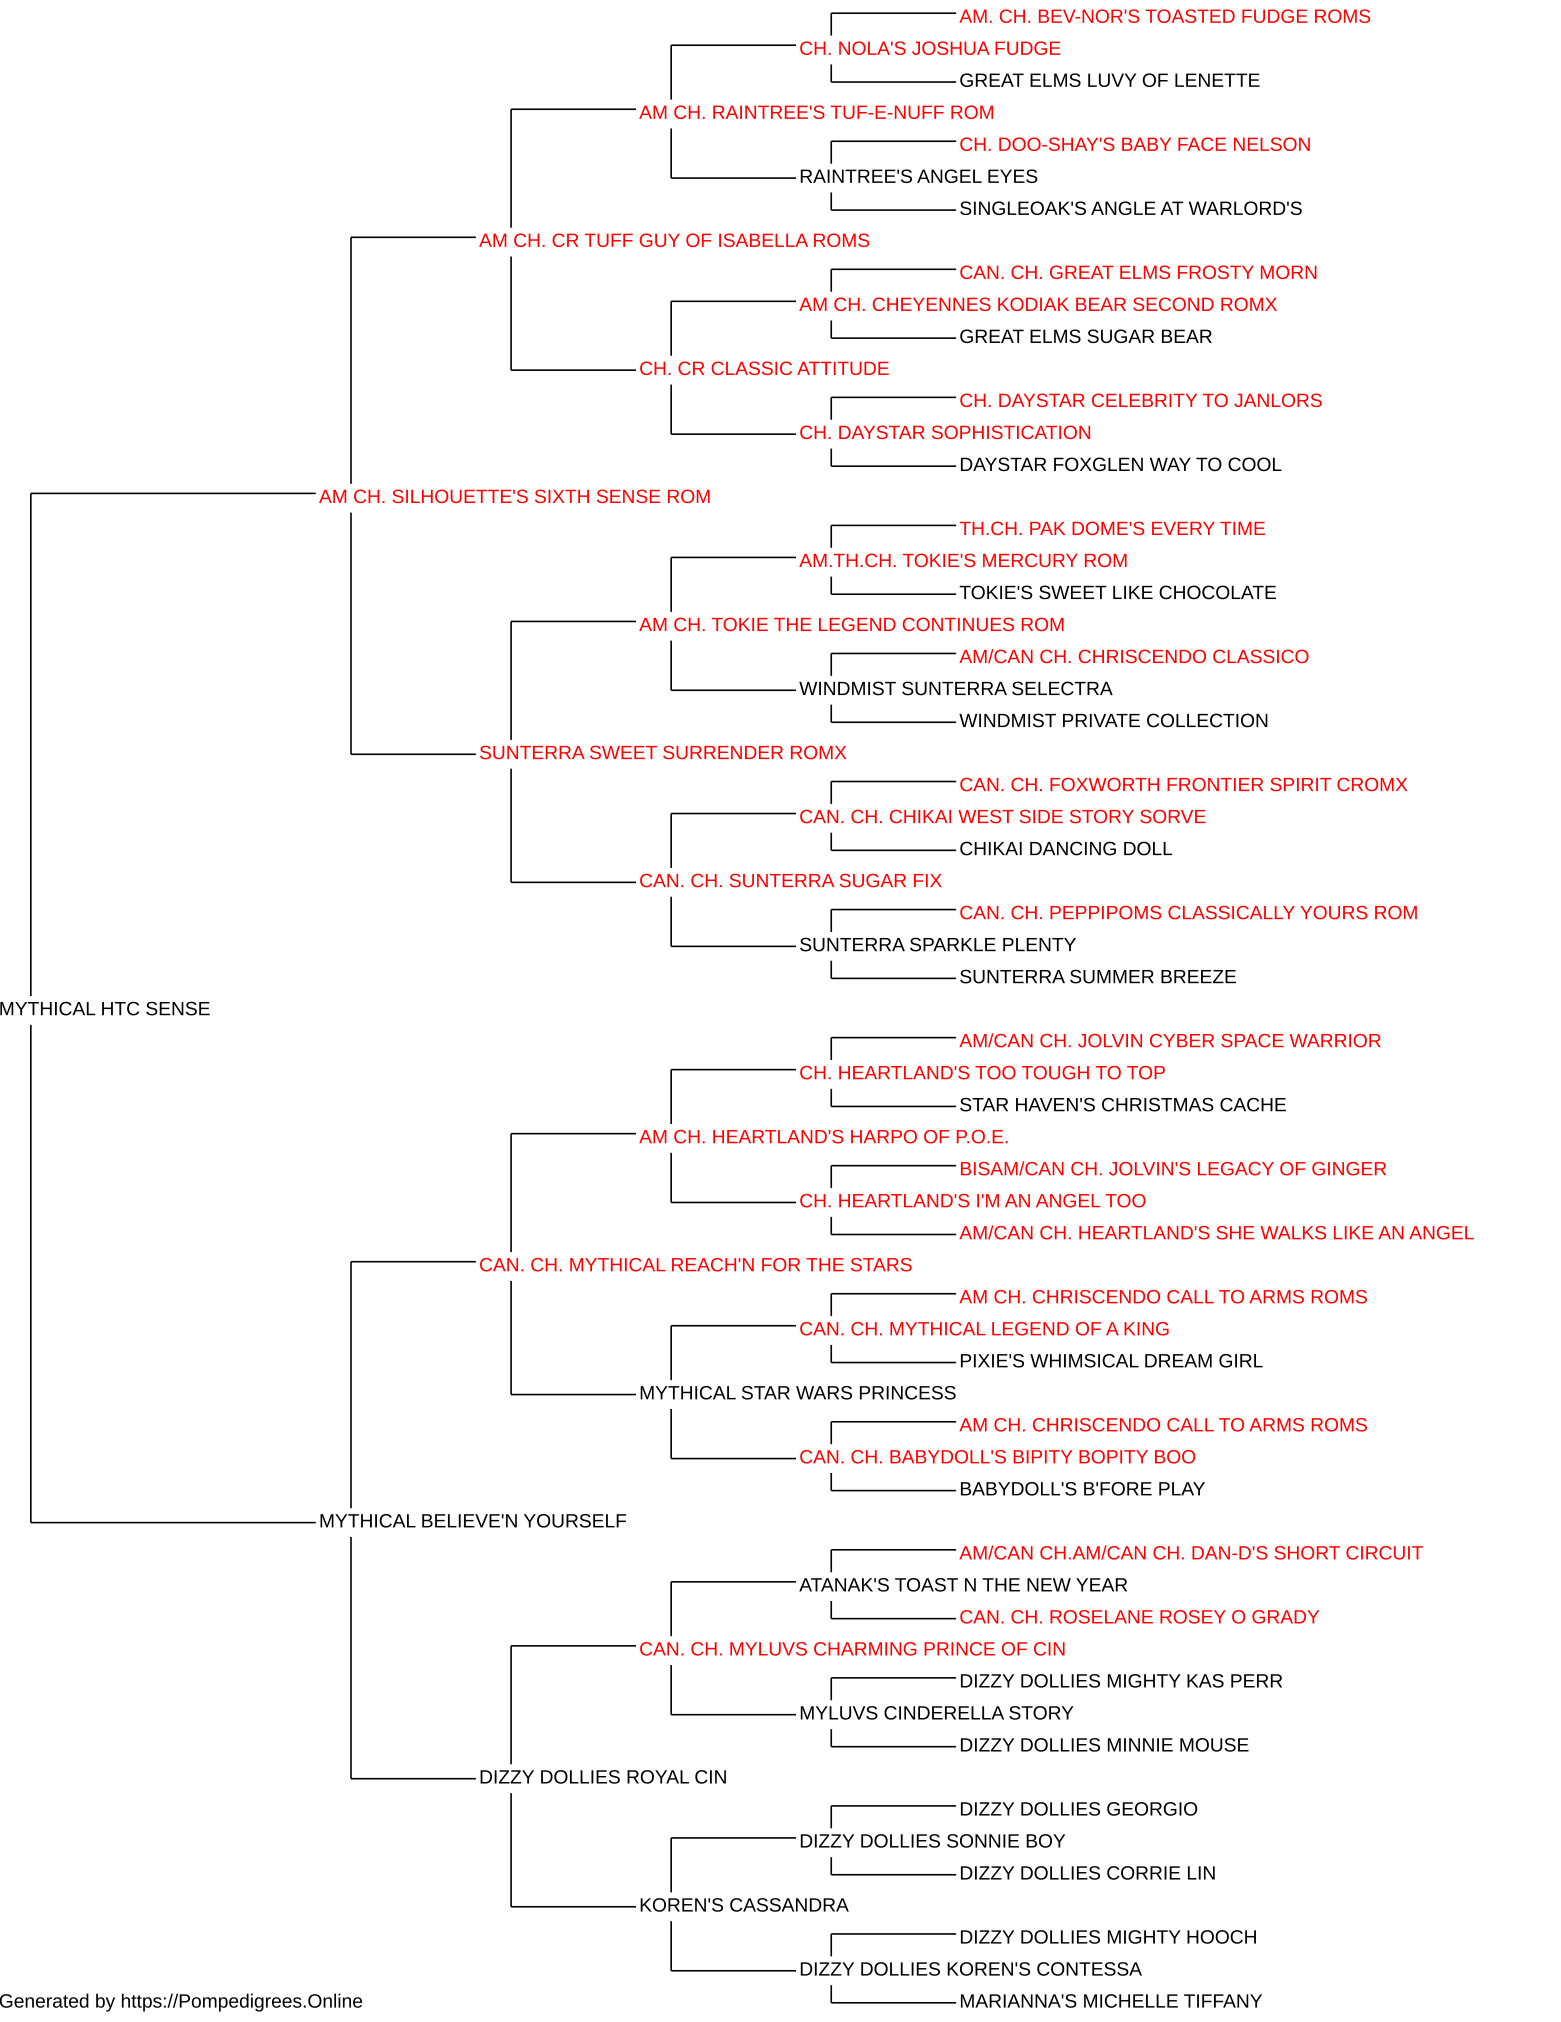 AM. CH. BEV-NOR'S TOASTED FUDGE ROMS
CH. NOLA'S JOSHUA FUDGE
GREAT ELMS LUVY OF LENETTE
AM CH. RAINTREE'S TUF-E-NUFF ROM
CH. DOO-SHAY'S BABY FACE NELSON
RAINTREE'S ANGEL EYES
SINGLEOAK'S ANGLE AT WARLORD'S
AM CH. CR TUFF GUY OF ISABELLA ROMS
CAN. CH. GREAT ELMS FROSTY MORN
AM CH. CHEYENNES KODIAK BEAR SECOND ROMX
GREAT ELMS SUGAR BEAR
CH. CR CLASSIC ATTITUDE
CH. DAYSTAR CELEBRITY TO JANLORS
CH. DAYSTAR SOPHISTICATION
DAYSTAR FOXGLEN WAY TO COOL
AM CH. SILHOUETTE'S SIXTH SENSE ROM
TH.CH. PAK DOME'S EVERY TIME
AM.TH.CH. TOKIE'S MERCURY ROM
TOKIE'S SWEET LIKE CHOCOLATE
AM CH. TOKIE THE LEGEND CONTINUES ROM
AM/CAN CH. CHRISCENDO CLASSICO
WINDMIST SUNTERRA SELECTRA
WINDMIST PRIVATE COLLECTION
SUNTERRA SWEET SURRENDER ROMX
CAN. CH. FOXWORTH FRONTIER SPIRIT CROMX
CAN. CH. CHIKAI WEST SIDE STORY SORVE
CHIKAI DANCING DOLL
CAN. CH. SUNTERRA SUGAR FIX
CAN. CH. PEPPIPOMS CLASSICALLY YOURS ROM
SUNTERRA SPARKLE PLENTY
SUNTERRA SUMMER BREEZE
MYTHICAL HTC SENSE
AM/CAN CH. JOLVIN CYBER SPACE WARRIOR
CH. HEARTLAND'S TOO TOUGH TO TOP
STAR HAVEN'S CHRISTMAS CACHE
AM CH. HEARTLAND'S HARPO OF P.O.E.
BISAM/CAN CH. JOLVIN'S LEGACY OF GINGER
CH. HEARTLAND'S I'M AN ANGEL TOO
AM/CAN CH. HEARTLAND'S SHE WALKS LIKE AN ANGEL
CAN. CH. MYTHICAL REACH'N FOR THE STARS
AM CH. CHRISCENDO CALL TO ARMS ROMS
CAN. CH. MYTHICAL LEGEND OF A KING
PIXIE'S WHIMSICAL DREAM GIRL
MYTHICAL STAR WARS PRINCESS
AM CH. CHRISCENDO CALL TO ARMS ROMS
CAN. CH. BABYDOLL'S BIPITY BOPITY BOO
BABYDOLL'S B'FORE PLAY
MYTHICAL BELIEVE'N YOURSELF
AM/CAN CH.AM/CAN CH. DAN-D'S SHORT CIRCUIT
ATANAK'S TOAST N THE NEW YEAR
CAN. CH. ROSELANE ROSEY O GRADY
CAN. CH. MYLUVS CHARMING PRINCE OF CIN
DIZZY DOLLIES MIGHTY KAS PERR
MYLUVS CINDERELLA STORY
DIZZY DOLLIES MINNIE MOUSE
DIZZY DOLLIES ROYAL CIN
DIZZY DOLLIES GEORGIO
DIZZY DOLLIES SONNIE BOY
DIZZY DOLLIES CORRIE LIN
KOREN'S CASSANDRA
DIZZY DOLLIES MIGHTY HOOCH
DIZZY DOLLIES KOREN'S CONTESSA
MARIANNA'S MICHELLE TIFFANY
Generated by https://Pompedigrees.Online